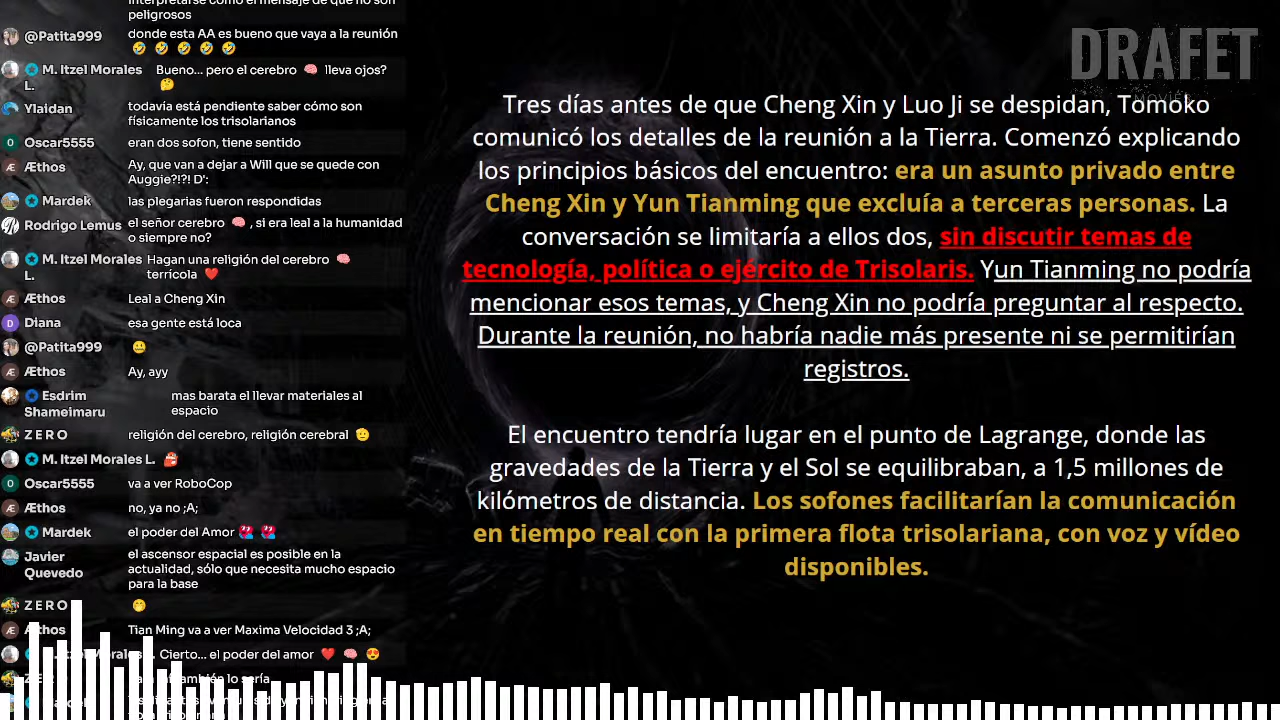 interpretarse como el mensaje de que no son
peligrosos
@Patita999 donde esta AA es bueno que vaya a la reunión
🤣 🤣 🤣 🤣 🤣
M. Itzel Morales L. Bueno... pero el cerebro 🧠 lleva ojos?
🤔
Ylaidan todavía está pendiente saber cómo son
físicamente los trisolarianos
Oscar5555 eran dos sofon, tiene sentido
Æthos Ay, que van a dejar a Will que se quede con
Auggie?!?! D':
Mardek las plegarias fueron respondidas
Rodrigo Lemus el señor cerebro 🧠 , si era leal a la humanidad
o siempre no?
M. Itzel Morales L. Hagan una religión del cerebro 🧠
terrícola ❤️
Æthos Leal a Cheng Xin
Diana esa gente está loca
@Patita999
Æthos Ay, ayy
Esdrim Shameimaru mas barata el llevar materiales al
espacio
Z E R O religión del cerebro, religión cerebral 🫡
M. Itzel Morales L.
Oscar5555 va a ver RoboCop
Æthos no, ya no ;A;
Mardek el poder del Amor
Javier Quevedo el ascensor espacial es posible en la
actualidad, sólo que necesita mucho espacio
para la base
Z E R O
Æthos Tian Ming va a ver Maxima Velocidad 3 ;A;
Cierto... el poder del amor ❤️ 🧠 😍
también lo sería
DRAFET
MOVIES
Tres días antes de que Cheng Xin y Luo Ji se despidan, Tomoko
comunicó los detalles de la reunión a la Tierra. Comenzó explicando
los principios básicos del encuentro: era un asunto privado entre
Cheng Xin y Yun Tianming que excluía a terceras personas. La
conversación se limitaría a ellos dos, sin discutir temas de
tecnología, política o ejército de Trisolaris. Yun Tianming no podría
mencionar esos temas, y Cheng Xin no podría preguntar al respecto.
Durante la reunión, no habría nadie más presente ni se permitirían
registros.
El encuentro tendría lugar en el punto de Lagrange, donde las
gravedades de la Tierra y el Sol se equilibraban, a 1,5 millones de
kilómetros de distancia. Los sofones facilitarían la comunicación
en tiempo real con la primera flota trisolariana, con voz y vídeo
disponibles.